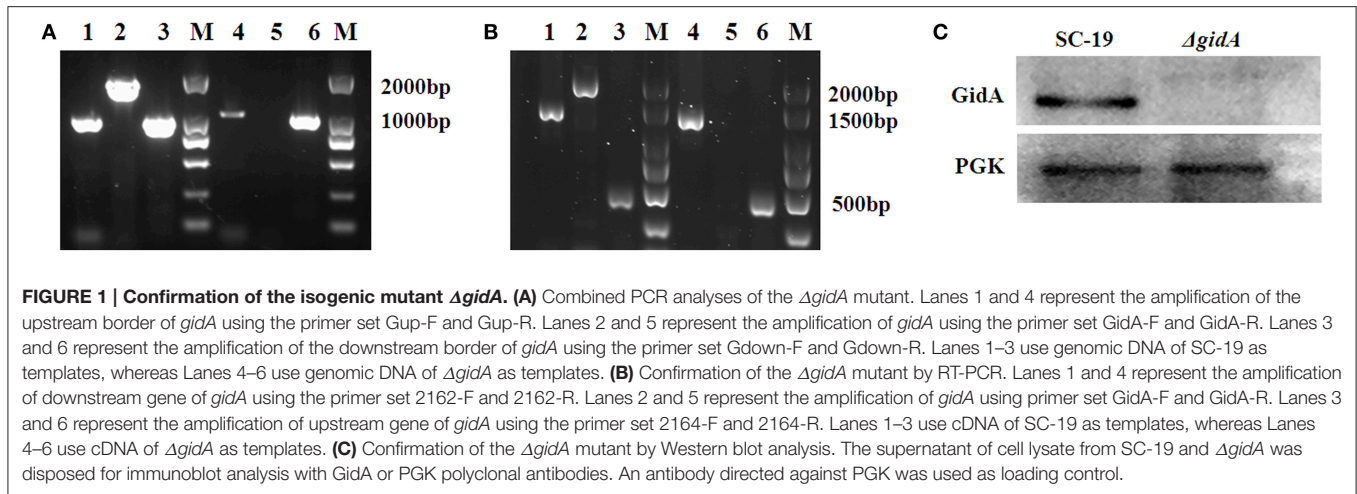 A 1 2 3 M 4 5 6 M
2000bp
1000bp
B 1 2 3 M 4 5 6 M
2000bp
1500bp
500bp
C SC-19 ΔgidA
GidA
PGK
FIGURE 1 | Confirmation of the isogenic mutant ΔgidA. (A) Combined PCR analyses of the ΔgidA mutant. Lanes 1 and 4 represent the amplification of the
upstream border of gidA using the primer set Gup-F and Gup-R. Lanes 2 and 5 represent the amplification of gidA using the primer set GidA-F and GidA-R. Lanes 3
and 6 represent the amplification of the downstream border of gidA using the primer set Gdown-F and Gdown-R. Lanes 1–3 use genomic DNA of SC-19 as
templates, whereas Lanes 4–6 use genomic DNA of ΔgidA as templates. (B) Confirmation of the ΔgidA mutant by RT-PCR. Lanes 1 and 4 represent the amplification
of downstream gene of gidA using the primer set 2162-F and 2162-R. Lanes 2 and 5 represent the amplification of gidA using primer set GidA-F and GidA-R. Lanes 3
and 6 represent the amplification of upstream gene of gidA using the primer set 2164-F and 2164-R. Lanes 1–3 use cDNA of SC-19 as templates, whereas Lanes
4–6 use cDNA of ΔgidA as templates. (C) Confirmation of the ΔgidA mutant by Western blot analysis. The supernatant of cell lysate from SC-19 and ΔgidA was
disposed for immunoblot analysis with GidA or PGK polyclonal antibodies. An antibody directed against PGK was used as loading control.